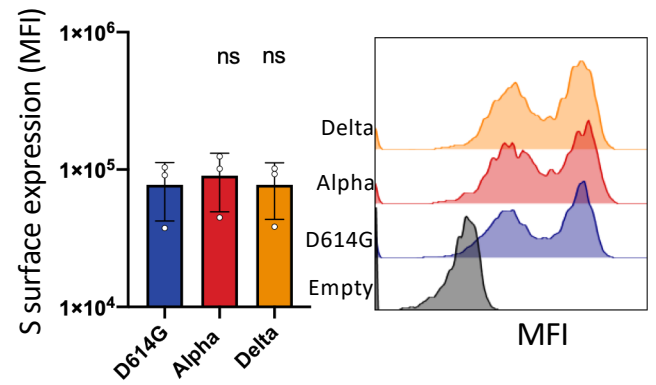 S surface expression (MFI)
1×10⁶
1×10⁵
1×10⁴
ns ns
D614G
Alpha
Delta
Delta
Alpha
D614G
Empty
MFI